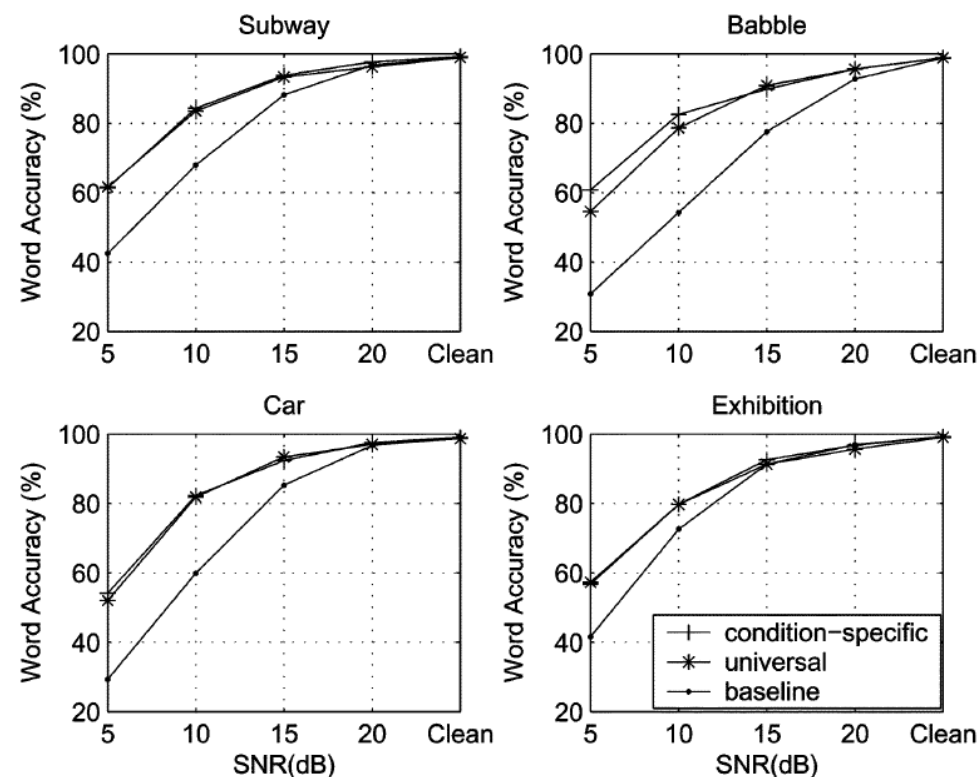 Subway
Babble
100
80
60
40
20
Word Accuracy (%)
5 10 15 20 Clean
100
80
60
40
20
Word Accuracy (%)
5 10 15 20 Clean
Car
Exhibition
100
80
60
40
20
Word Accuracy (%)
5 10 15 20 Clean
SNR(dB)
100
80
60
40
20
Word Accuracy (%)
condition-specific
universal
baseline
5 10 15 20 Clean
SNR(dB)